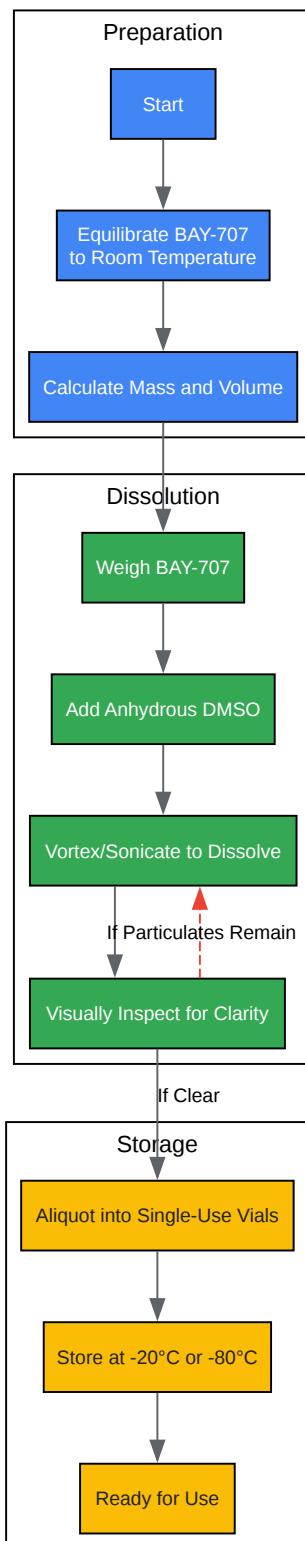 Preparation
Start
Equilibrate BAY-707
to Room Temperature
Calculate Mass and Volume
Dissolution
Weigh BAY-707
Add Anhydrous DMSO
Vortex/Sonicate to Dissolve
If Particulates Remain
Visually Inspect for Clarity
If Clear
Storage
Aliquot into Single-Use Vials
Store at -20°C or -80°C
Ready for Use